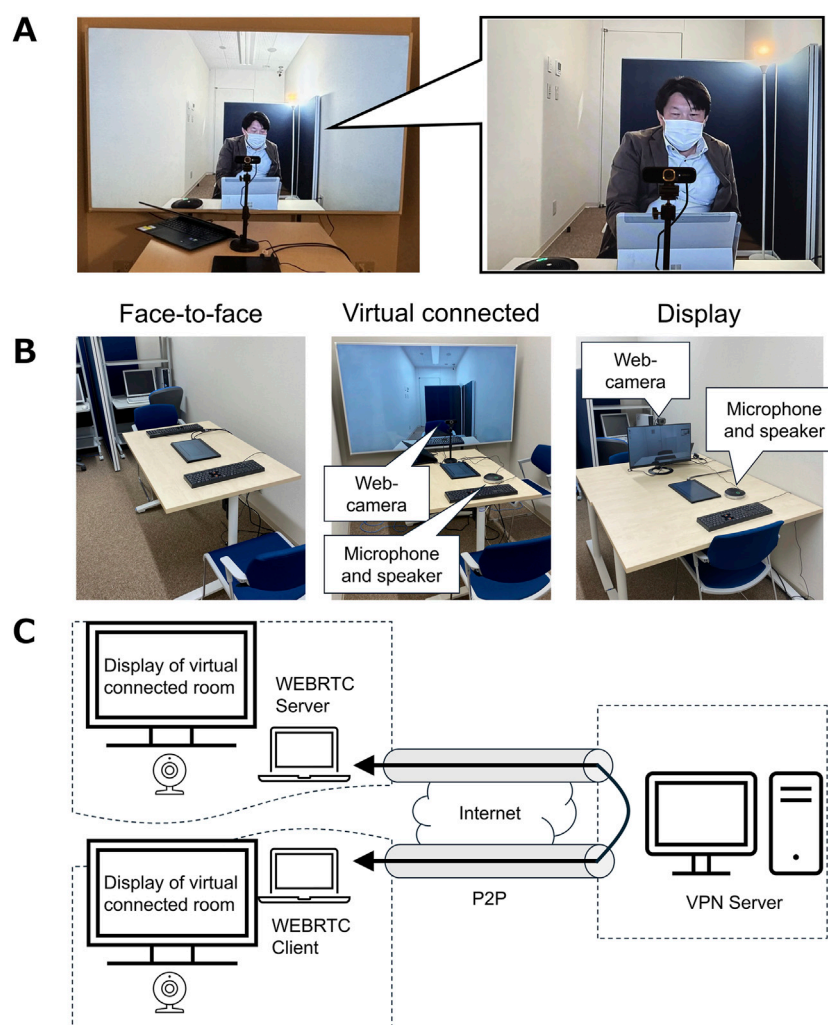 A
B
Face-to-face
Virtual connected
Display
Web-
camera
Microphone
and speaker
Web-
camera
Microphone
and speaker
C
Display of virtual
connected room
WEBRTC
Server
Internet
Display of virtual
connected room
WEBRTC
Client
P2P
VPN Server